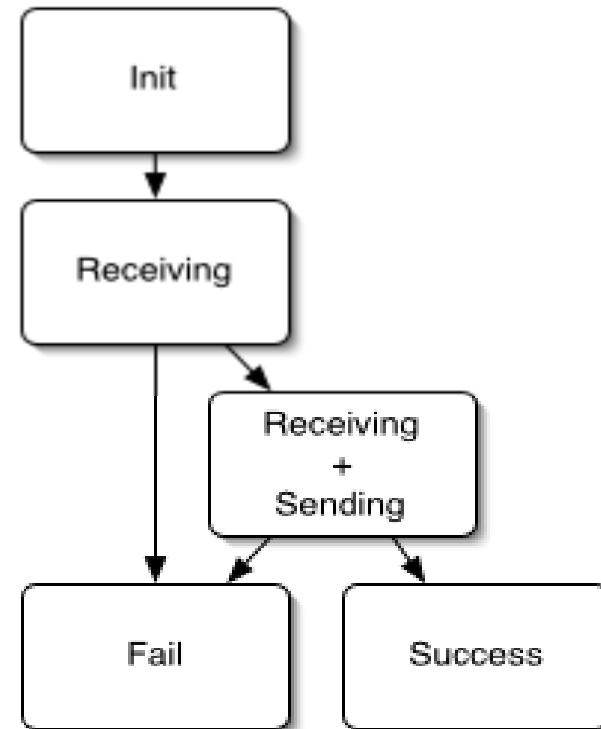 Init
Receiving
Receiving
+
Sending
Fail
Success